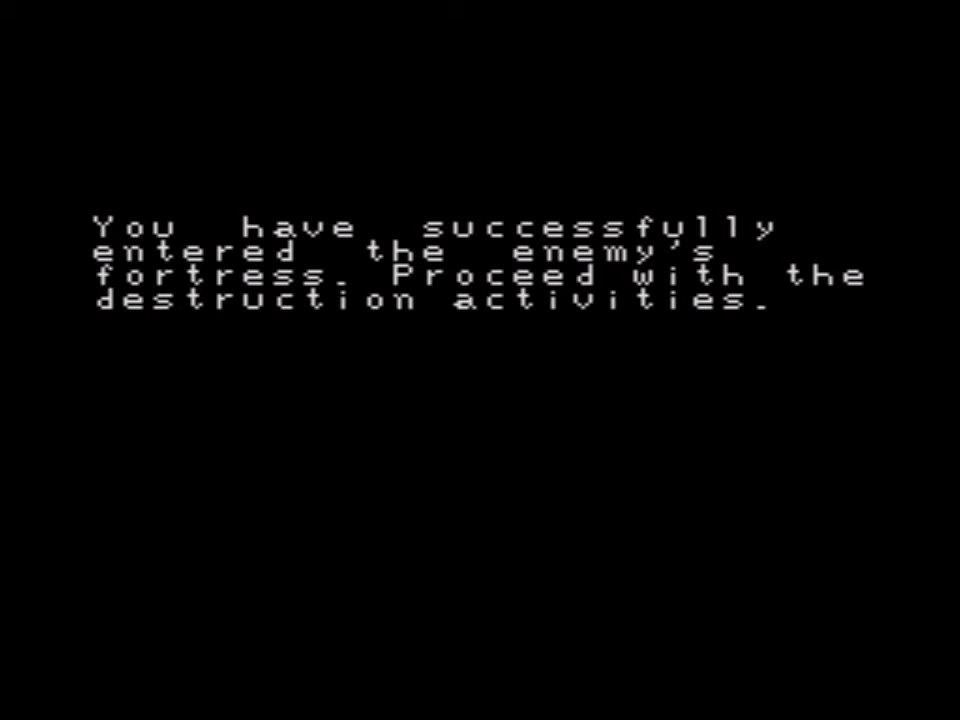 You have successfully
entered the enemy's
fortress. Proceed with the
destruction activities.